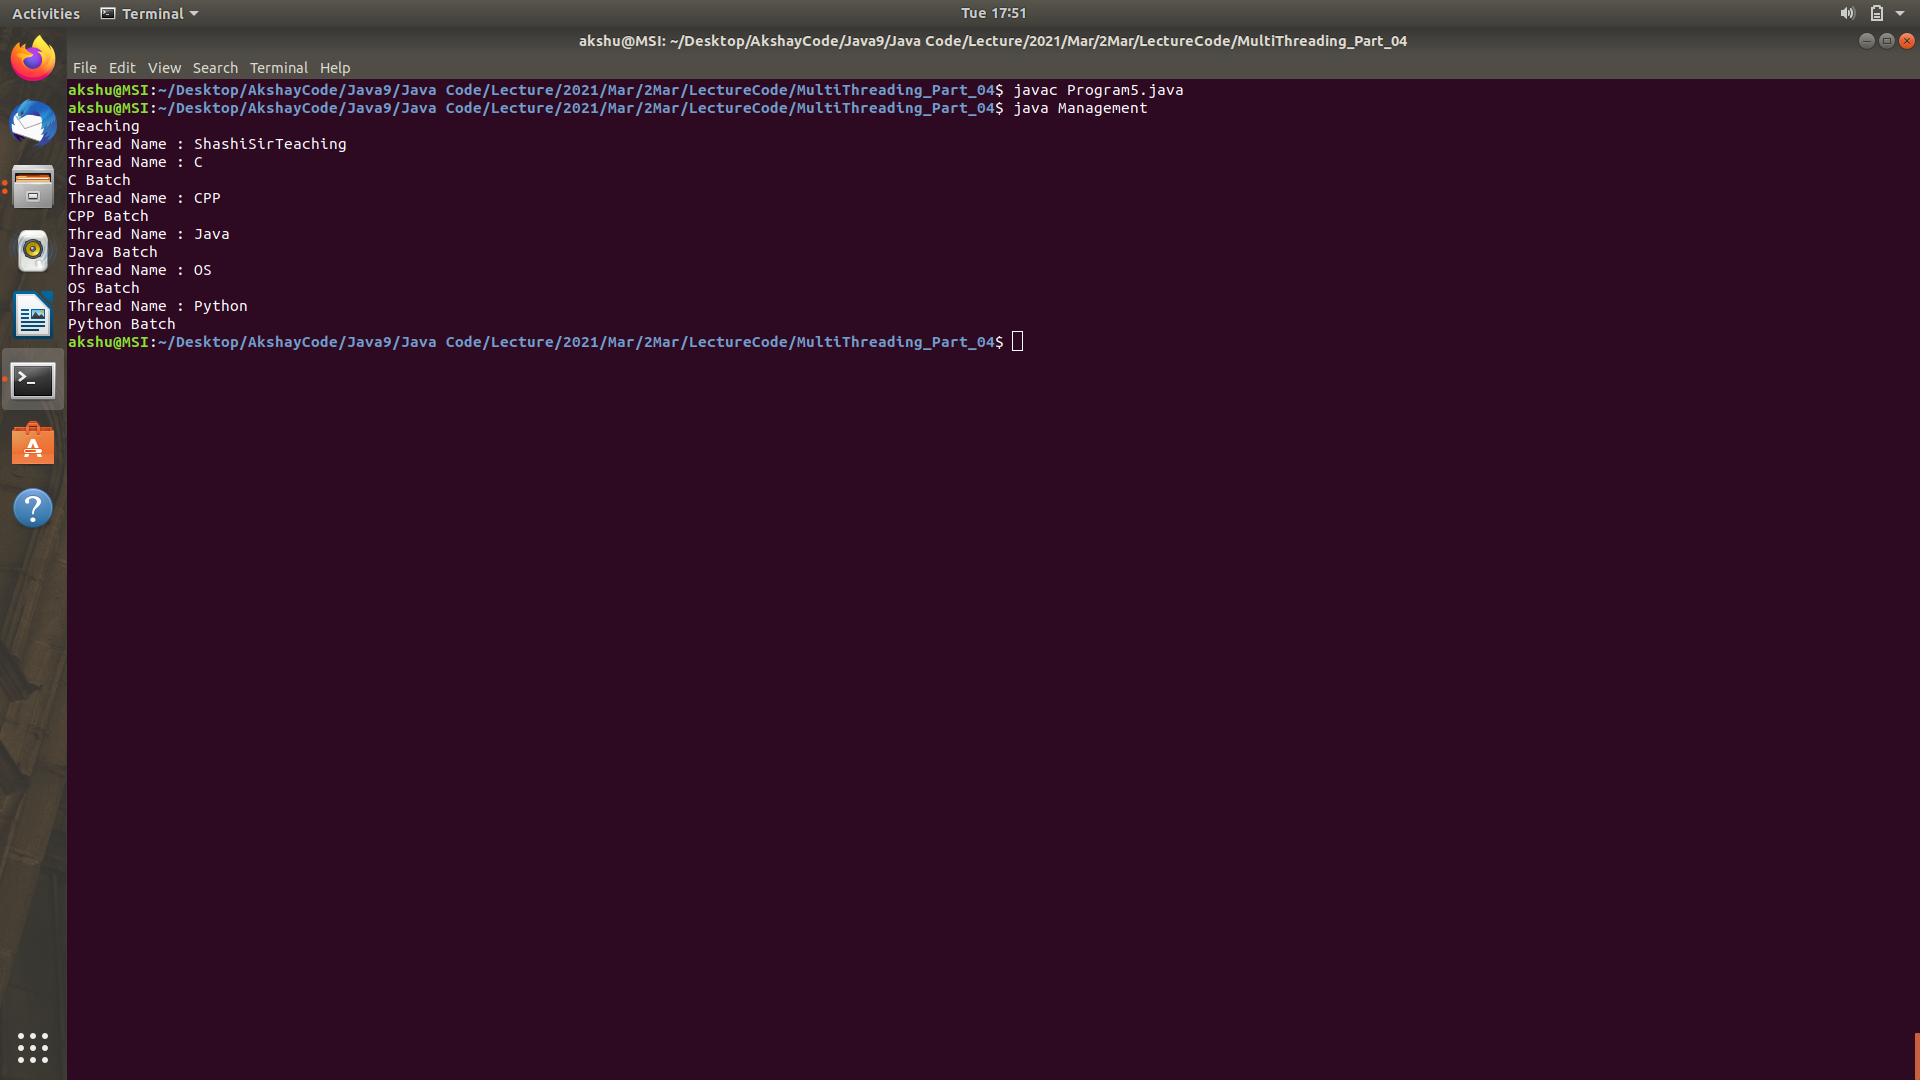 Activities Terminal Tue 17:51
akshu@MSI: ~/Desktop/AkshayCode/Java9/Java Code/Lecture/2021/Mar/2Mar/LectureCode/MultiThreading_Part_04
File Edit View Search Terminal Help
akshu@MSI:~/Desktop/AkshayCode/Java9/Java Code/Lecture/2021/Mar/2Mar/LectureCode/MultiThreading_Part_04$ javac Program5.java
akshu@MSI:~/Desktop/AkshayCode/Java9/Java Code/Lecture/2021/Mar/2Mar/LectureCode/MultiThreading_Part_04$ java Management
Teaching
Thread Name : ShashiSirTeaching
Thread Name : C
C Batch
Thread Name : CPP
CPP Batch
Thread Name : Java
Java Batch
Thread Name : OS
OS Batch
Thread Name : Python
Python Batch
akshu@MSI:~/Desktop/AkshayCode/Java9/Java Code/Lecture/2021/Mar/2Mar/LectureCode/MultiThreading_Part_04$